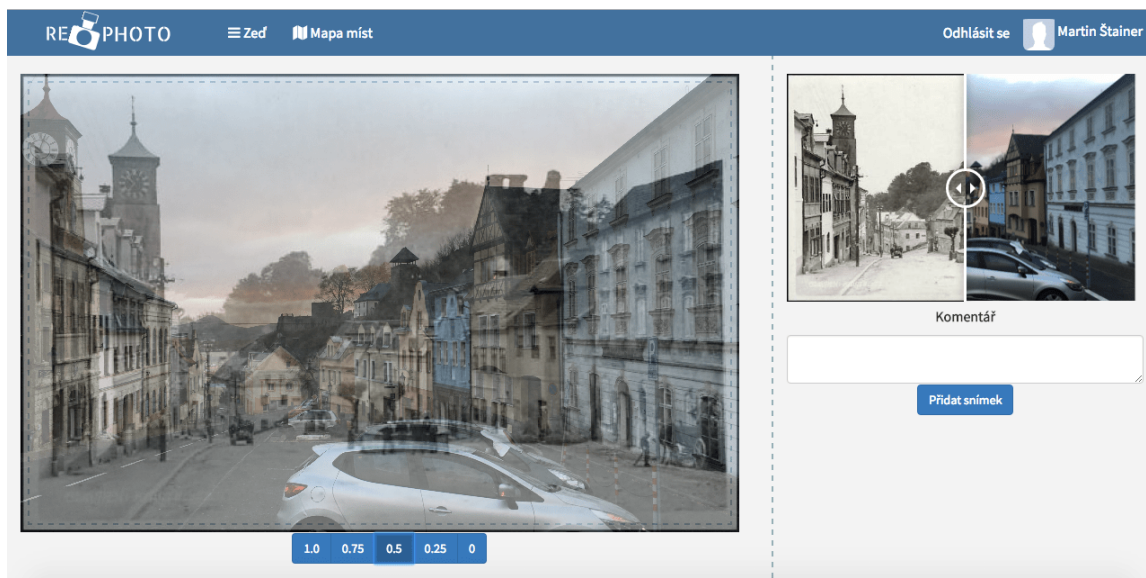 REPHOTO
Zeď
Mapa míst
Odhlásit se
Martin Štainer
Komentář
Přidat snímek
1.0 0.75 0.5 0.25 0